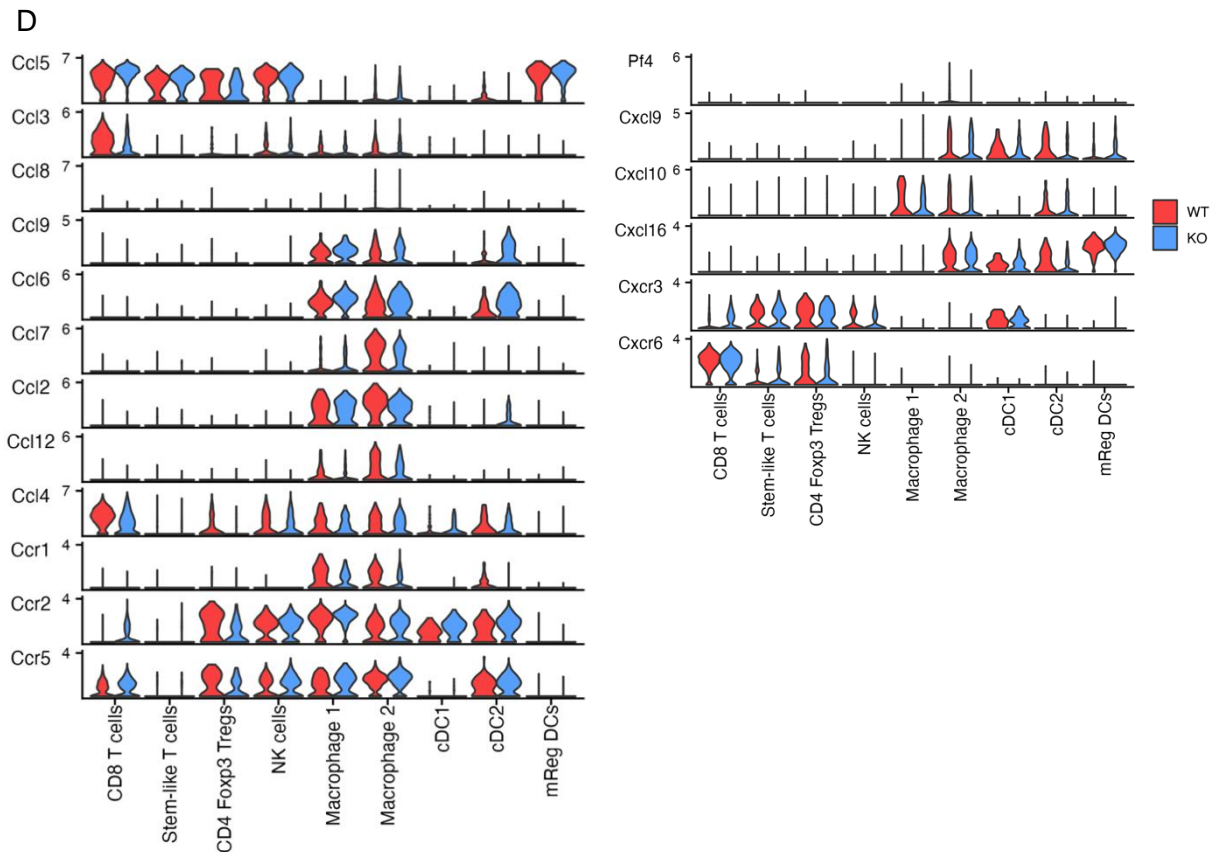 D
Ccl5 7
Ccl3 6
Ccl8 7
Ccl9 5
Ccl6 6
Ccl7 6
Ccl2 6
Ccl12 6
Ccl4 7
Ccr1 4
Ccr2 4
Ccr5 4
CD8 T cells
Stem-like T cells
CD4 Foxp3 Tregs
NK cells
Macrophage 1
Macrophage 2
cDC1
cDC2
mReg DCs
Pf4 6
Cxcl9 5
Cxcl10 6
Cxcl16 4
Cxcr3 4
Cxcr6 4
CD8 T cells
Stem-like T cells
CD4 Foxp3 Tregs
NK cells
Macrophage 1
Macrophage 2
cDC1
cDC2
mReg DCs
WT
KO